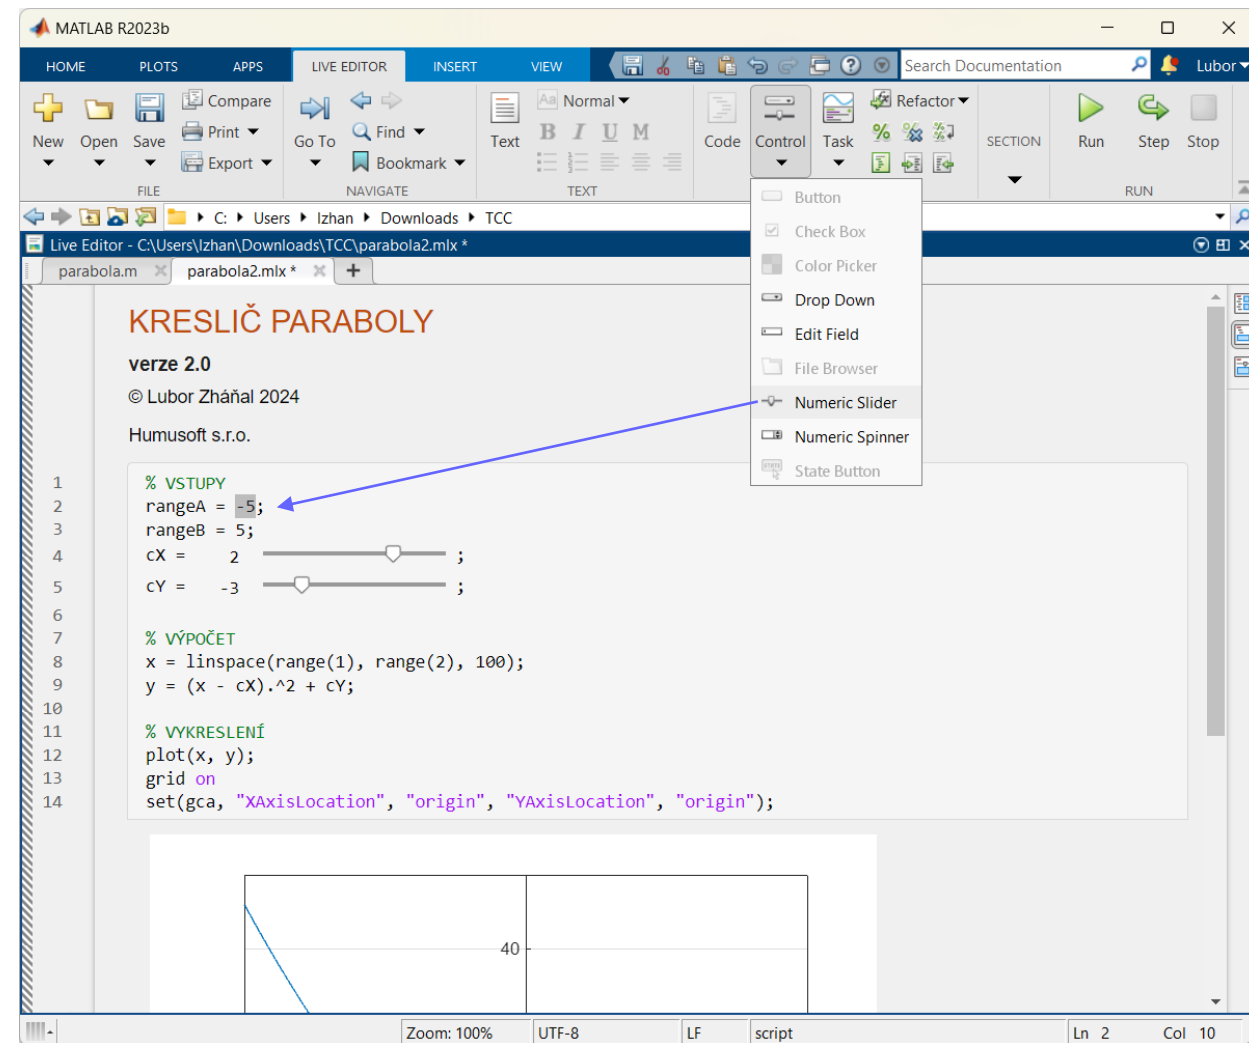 MATLAB R2023b
HOME PLOTS APPS LIVE EDITOR INSERT VIEW Search Documentation Lubor
New Open Save Compare Print Export
FILE
Go To Find Bookmark
NAVIGATE
Text Aa Normal B I U M
TEXT
Code Control Task Refactor
SECTION
Run Step Stop
RUN
C: Users lzhan Downloads TCC
Live Editor - C:\Users\lzhan\Downloads\TCC\parabola2.mlx *
parabola.m parabola2.mlx *
Button
Check Box
Color Picker
Drop Down
Edit Field
File Browser
Numeric Slider
Numeric Spinner
State Button
KRESLIČ PARABOLY
verze 2.0
© Lubor Zháňal 2024
Humusoft s.r.o.
1 % VSTUPY
2 rangeA = -5;
3 rangeB = 5;
4 cX = 2 ;
5 cY = -3 ;
6
7 % VÝPOČET
8 x = linspace(range(1), range(2), 100);
9 y = (x - cX).^2 + cY;
10
11 % VYKRESLENÍ
12 plot(x, y);
13 grid on
14 set(gca, "XAxisLocation", "origin", "YAxisLocation", "origin");
40
Zoom: 100% UTF-8 LF script Ln 2 Col 10